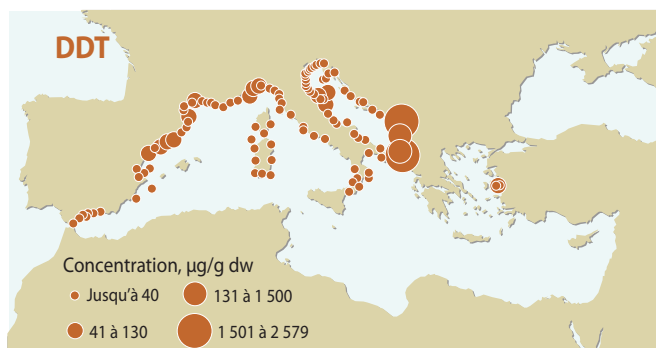 DDT
Concentration, µg/g dw
Jusqu'à 40
131 à 1 500
41 à 130
1 501 à 2 579